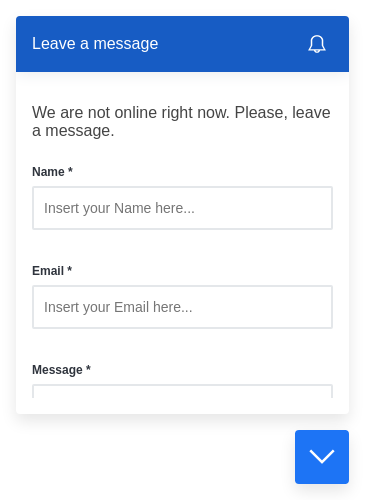 Leave a message
We are not online right now. Please, leave
a message.
Name *
Insert your Name here...
Email *
Insert your Email here...
Message *